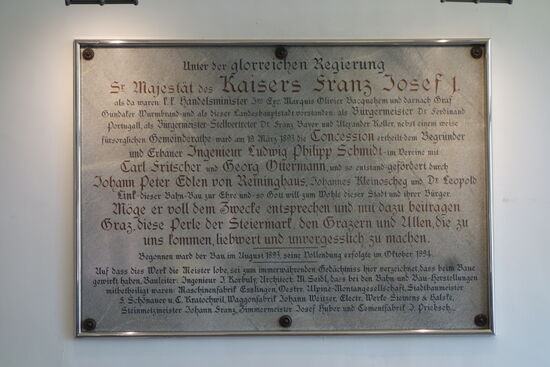 Unter der glorreichen Regierung
Sr. Majestät des Kaisers Franz Josef I.
als da waren k.k. Handelsminister Sre. Exc. Marquis Olivier Bacquehem und darnach Graf
Gundaker Wurmbrand und als dieser Landeshauptstadt vorstanden: als Bürgermeister Dr. Ferdinand
Portugall, als Bürgermeister-Stellvertreter Dr. Franz Bayer und Alexander Koller, nebst einem weise
fürsorglichen Gemeinderathe ward am 19. März 1893 die Concession ertheilt dem Begründer
und Erbauer Ingenieur Ludwig Philipp Schmidt im Vereine mit
Carl Fritscher und Georg Ottermann, und so entstand gefördert durch
Johann Peter Edlen von Reininghaus, Johannes Kleinoscheg und Dr. Leopold
Link dieser Bahn-Bau zur Ehre und so Gott will zum Wohle dieser Stadt und ihrer Bürger.
Möge er voll dem Zwecke entsprechen und mit dazu beitragen
Graz, diese Perle der Steiermark, den Grazern und Allen, die zu
uns kommen, liebwert und unvergesslich zu machen.
Begonnen ward der Bau im August 1893, seine Vollendung erfolgte im October 1894.
Auf dass dies Werk die Meister lobe, sei zum immerwährenden Gedächtniss hier verzeichnet, dass beim Baue
gewirkt haben, Bauleiter: Ingenieur J. Korbuly, Architect M. Seidl, dass bei den Bahn- und Bau-Herstellungen
mitbetheiligt waren: Maschinenfabrik Esslingen, Oestr. Alpine-Montangesellschaft, Stadtbaumeister
F. Schönauer u. C. Kratochwil, Waggonfabrik Johann Weitzer, Electr. Werke Siemens & Halske,
Steinmetzmeister Johann Franz, Zimmermeister Josef Huber und Cementfabrik J. Priebsch.